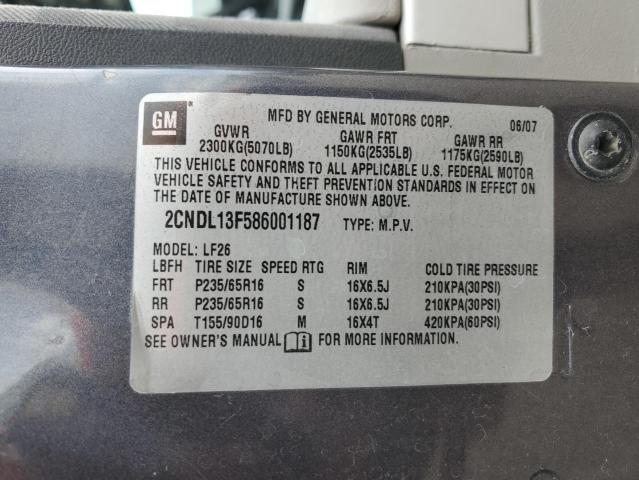 GM
MFD BY GENERAL MOTORS CORP. 06/07
GVWR GAWR FRT GAWR RR
2300KG(5070LB) 1150KG(2535LB) 1175KG(2590LB)
THIS VEHICLE CONFORMS TO ALL APPLICABLE U.S. FEDERAL MOTOR
VEHICLE SAFETY AND THEFT PREVENTION STANDARDS IN EFFECT ON
THE DATE OF MANUFACTURE SHOWN ABOVE.
2CNDL13F586001187 TYPE: M.P.V.
MODEL: LF26
LBFH TIRE SIZE SPEED RTG RIM COLD TIRE PRESSURE
FRT P235/65R16 S 16X6.5J 210KPA(30PSI)
RR P235/65R16 S 16X6.5J 210KPA(30PSI)
SPA T155/90D16 M 16X4T 420KPA(60PSI)
SEE OWNER'S MANUAL i FOR MORE INFORMATION.